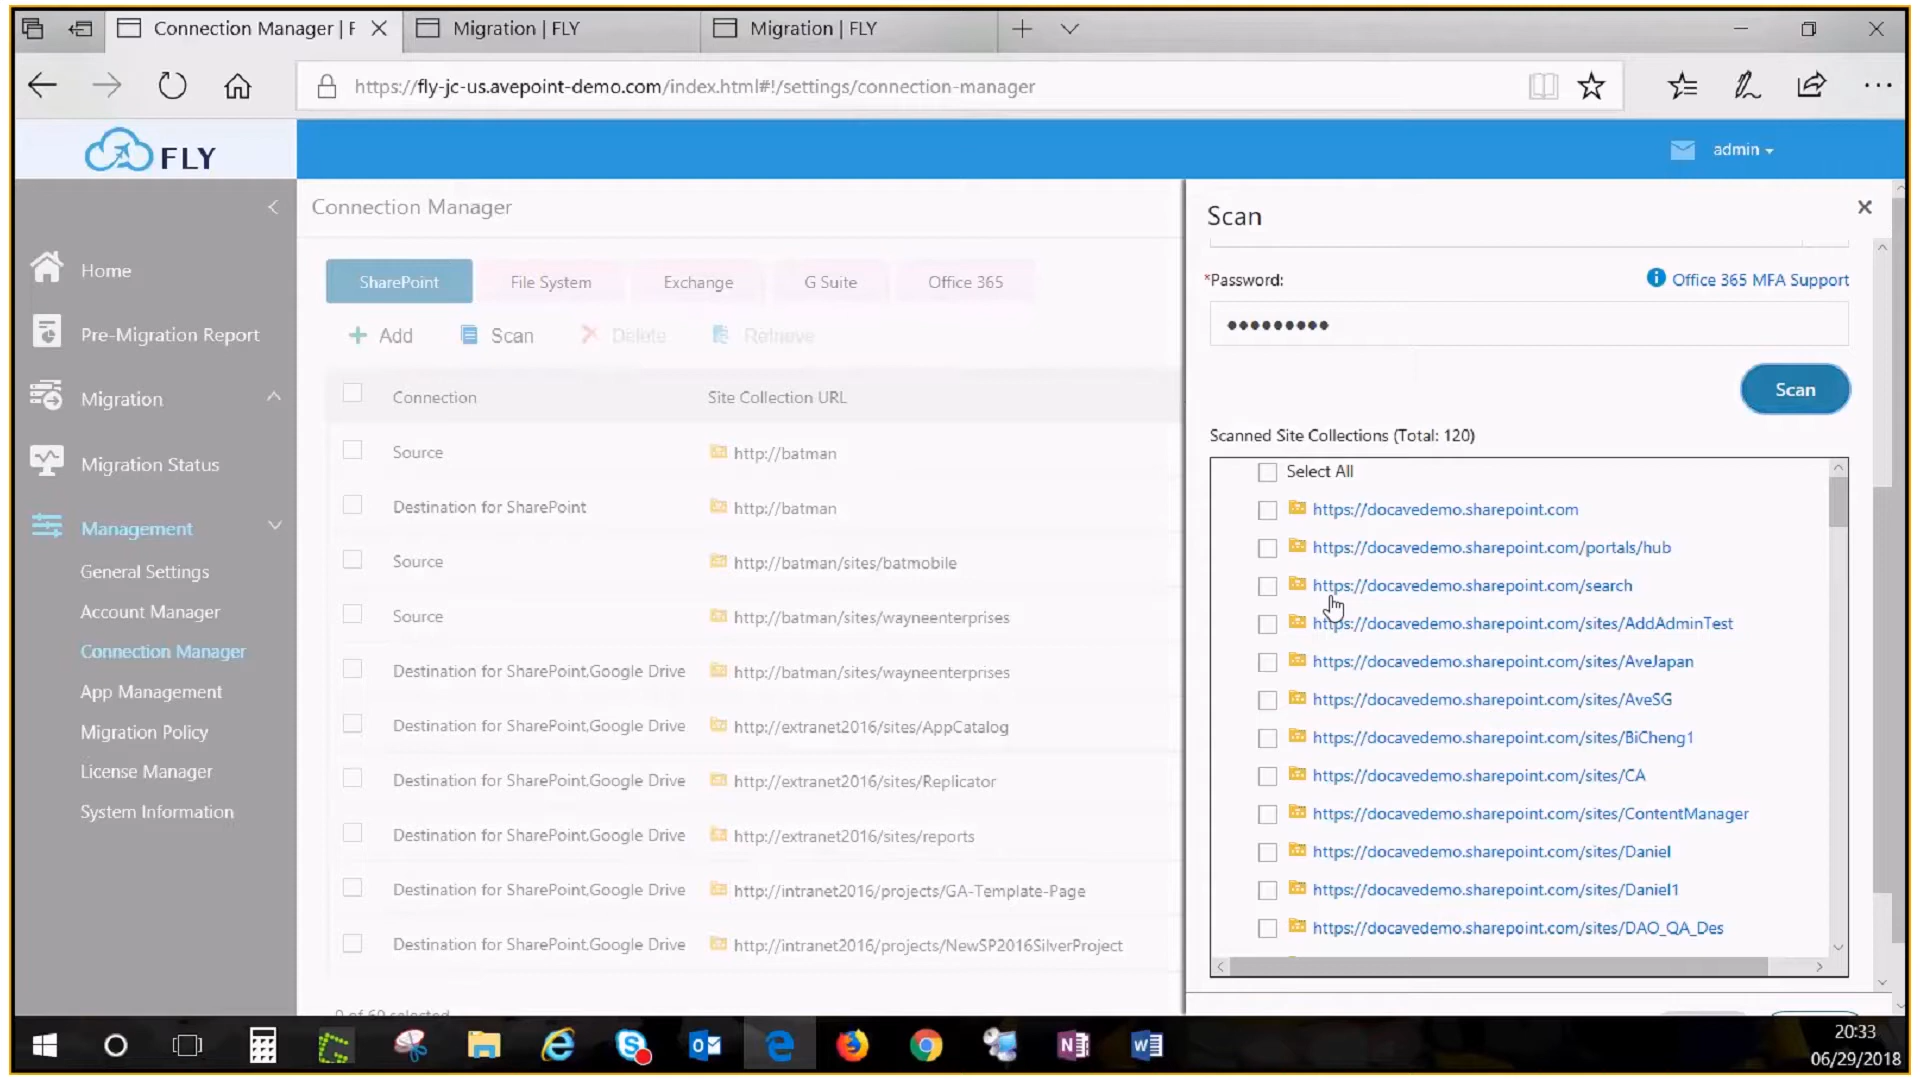 Connection Manager | F
Migration | FLY
Migration | FLY
https://fly-jc-us.avepoint-demo.com/index.html#!/settings/connection-manager
FLY
admin
Home
Pre-Migration Report
Migration
Migration Status
Management
General Settings
Account Manager
Connection Manager
App Management
Migration Policy
License Manager
System Information
Connection Manager
SharePoint File System Exchange G Suite Office 365
Add Scan Delete Retrieve
Connection Site Collection URL
Source http://batman
Destination for SharePoint http://batman
Source http://batman/sites/batmobile
Source http://batman/sites/wayneenterprises
Destination for SharePoint,Google Drive http://batman/sites/wayneenterprises
Destination for SharePoint,Google Drive http://extranet2016/sites/AppCatalog
Destination for SharePoint,Google Drive http://extranet2016/sites/Replicator
Destination for SharePoint,Google Drive http://extranet2016/sites/reports
Destination for SharePoint,Google Drive http://intranet2016/projects/GA-Template-Page
Destination for SharePoint,Google Drive http://intranet2016/projects/NewSP2016SilverProject
0 of 69 selected
Scan
*Password: Office 365 MFA Support
Scan
Scanned Site Collections (Total: 120)
Select All
https://docavedemo.sharepoint.com
https://docavedemo.sharepoint.com/portals/hub
https://docavedemo.sharepoint.com/search
https://docavedemo.sharepoint.com/sites/AddAdminTest
https://docavedemo.sharepoint.com/sites/AveJapan
https://docavedemo.sharepoint.com/sites/AveSG
https://docavedemo.sharepoint.com/sites/BiCheng1
https://docavedemo.sharepoint.com/sites/CA
https://docavedemo.sharepoint.com/sites/ContentManager
https://docavedemo.sharepoint.com/sites/Daniel
https://docavedemo.sharepoint.com/sites/Daniel1
https://docavedemo.sharepoint.com/sites/DAO_QA_Des
20:33
06/29/2018